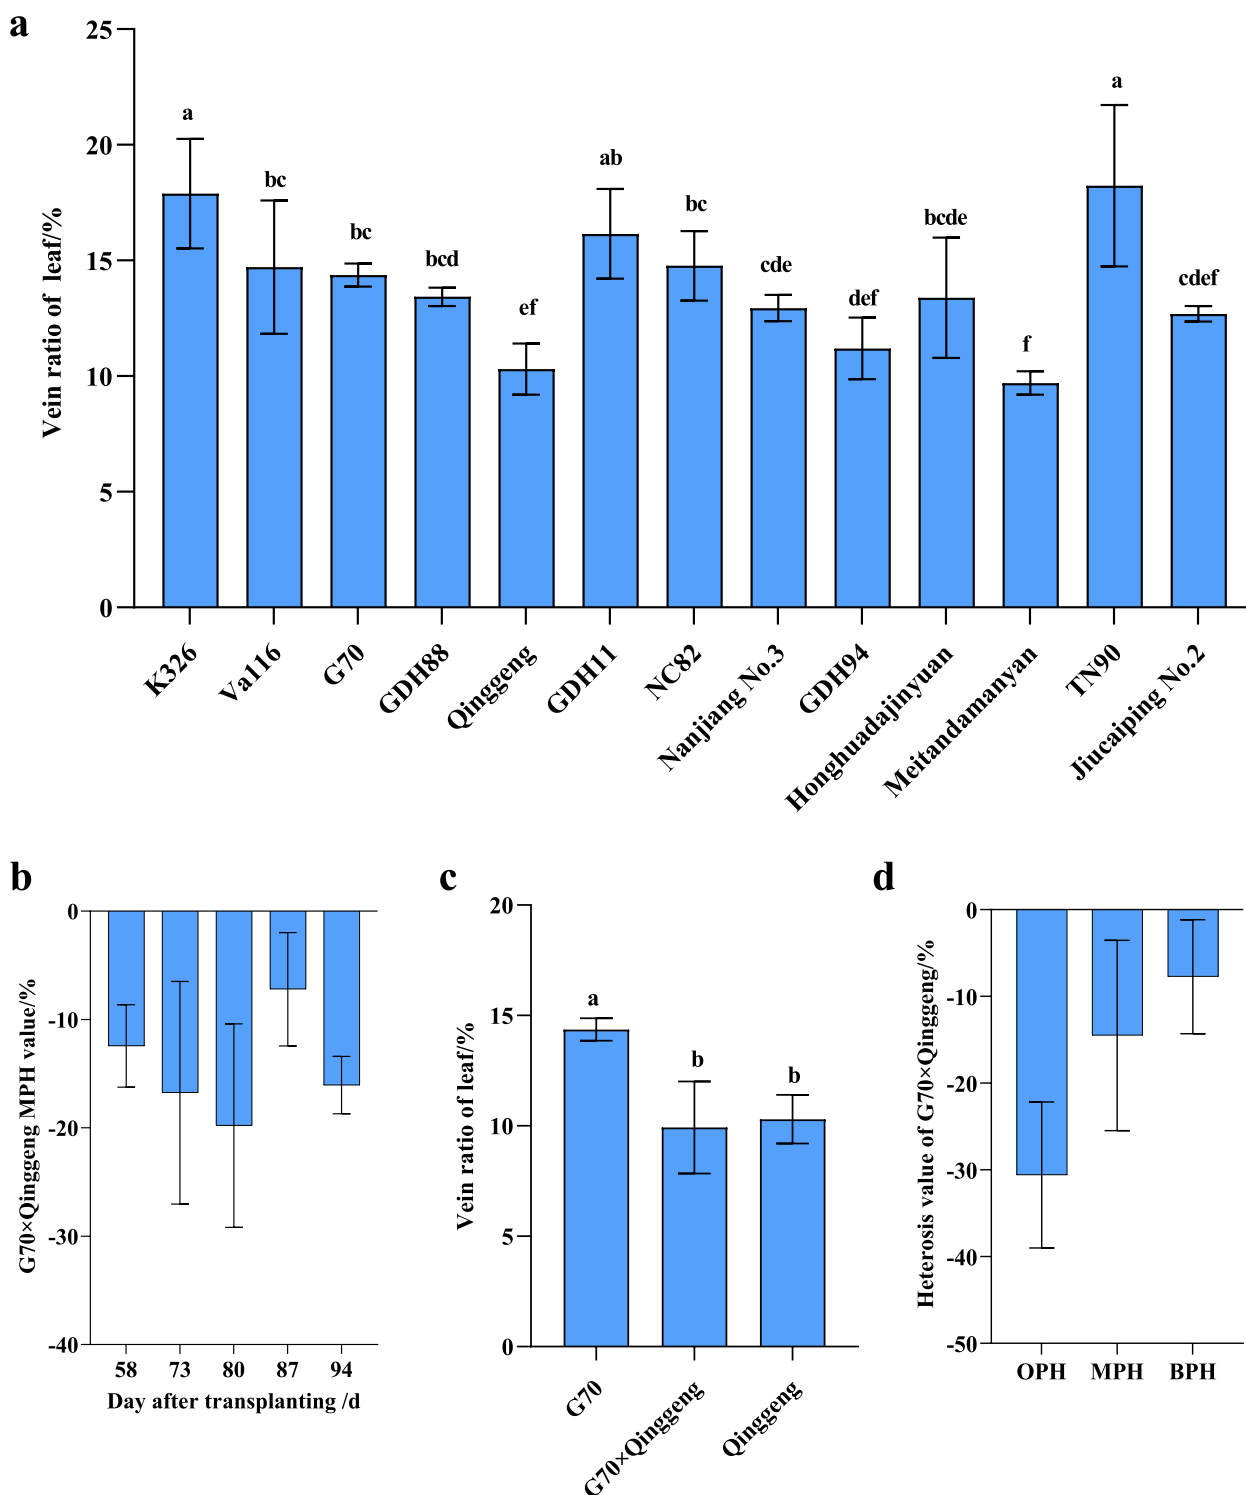 a
Vein ratio of leaf/%
25
20
15
10
5
0
a
bc
bc
bcd
ef
ab
bc
cde
def
bcde
f
a
cdef
K326
Va116
G70
GDH88
Qinggeng
GDH11
NC82
Nanjiang No.3
GDH94
Honghuadajinyuan
Meitandamanyan
TN90
Jiucaiping No.2
b
G70×Qinggeng MPH value/%
0
-10
-20
-30
-40
58
73
80
87
94
Day after transplanting /d
c
Vein ratio of leaf/%
20
15
10
5
0
a
b
b
G70
G70×Qinggeng
Qinggeng
d
Heterosis value of G70×Qinggeng/%
0
-10
-20
-30
-40
-50
OPH
MPH
BPH